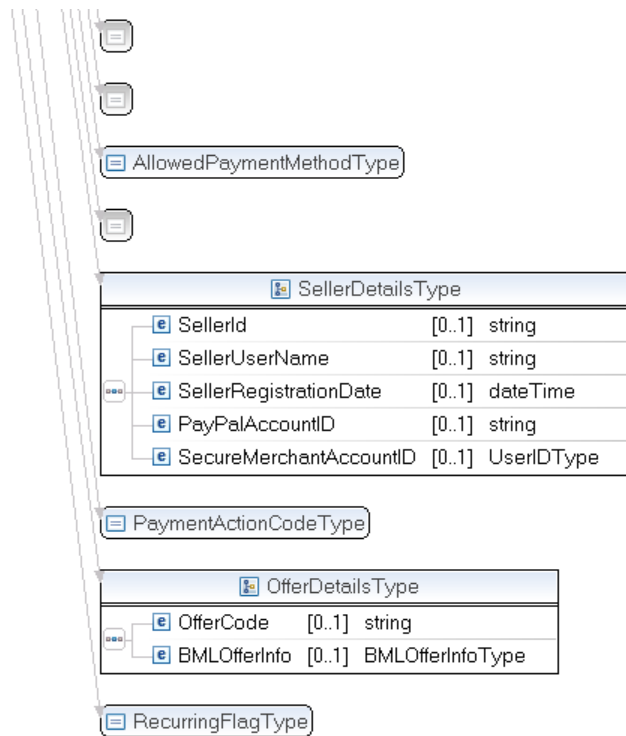 AllowedPaymentMethodType
SellerDetailsType
e SellerId [0..1] string
e SellerUserName [0..1] string
e SellerRegistrationDate [0..1] dateTime
e PayPalAccountID [0..1] string
e SecureMerchantAccountID [0..1] UserIDType
PaymentActionCodeType
OfferDetailsType
e OfferCode [0..1] string
e BMLOfferInfo [0..1] BMLOfferInfoType
RecurringFlagType